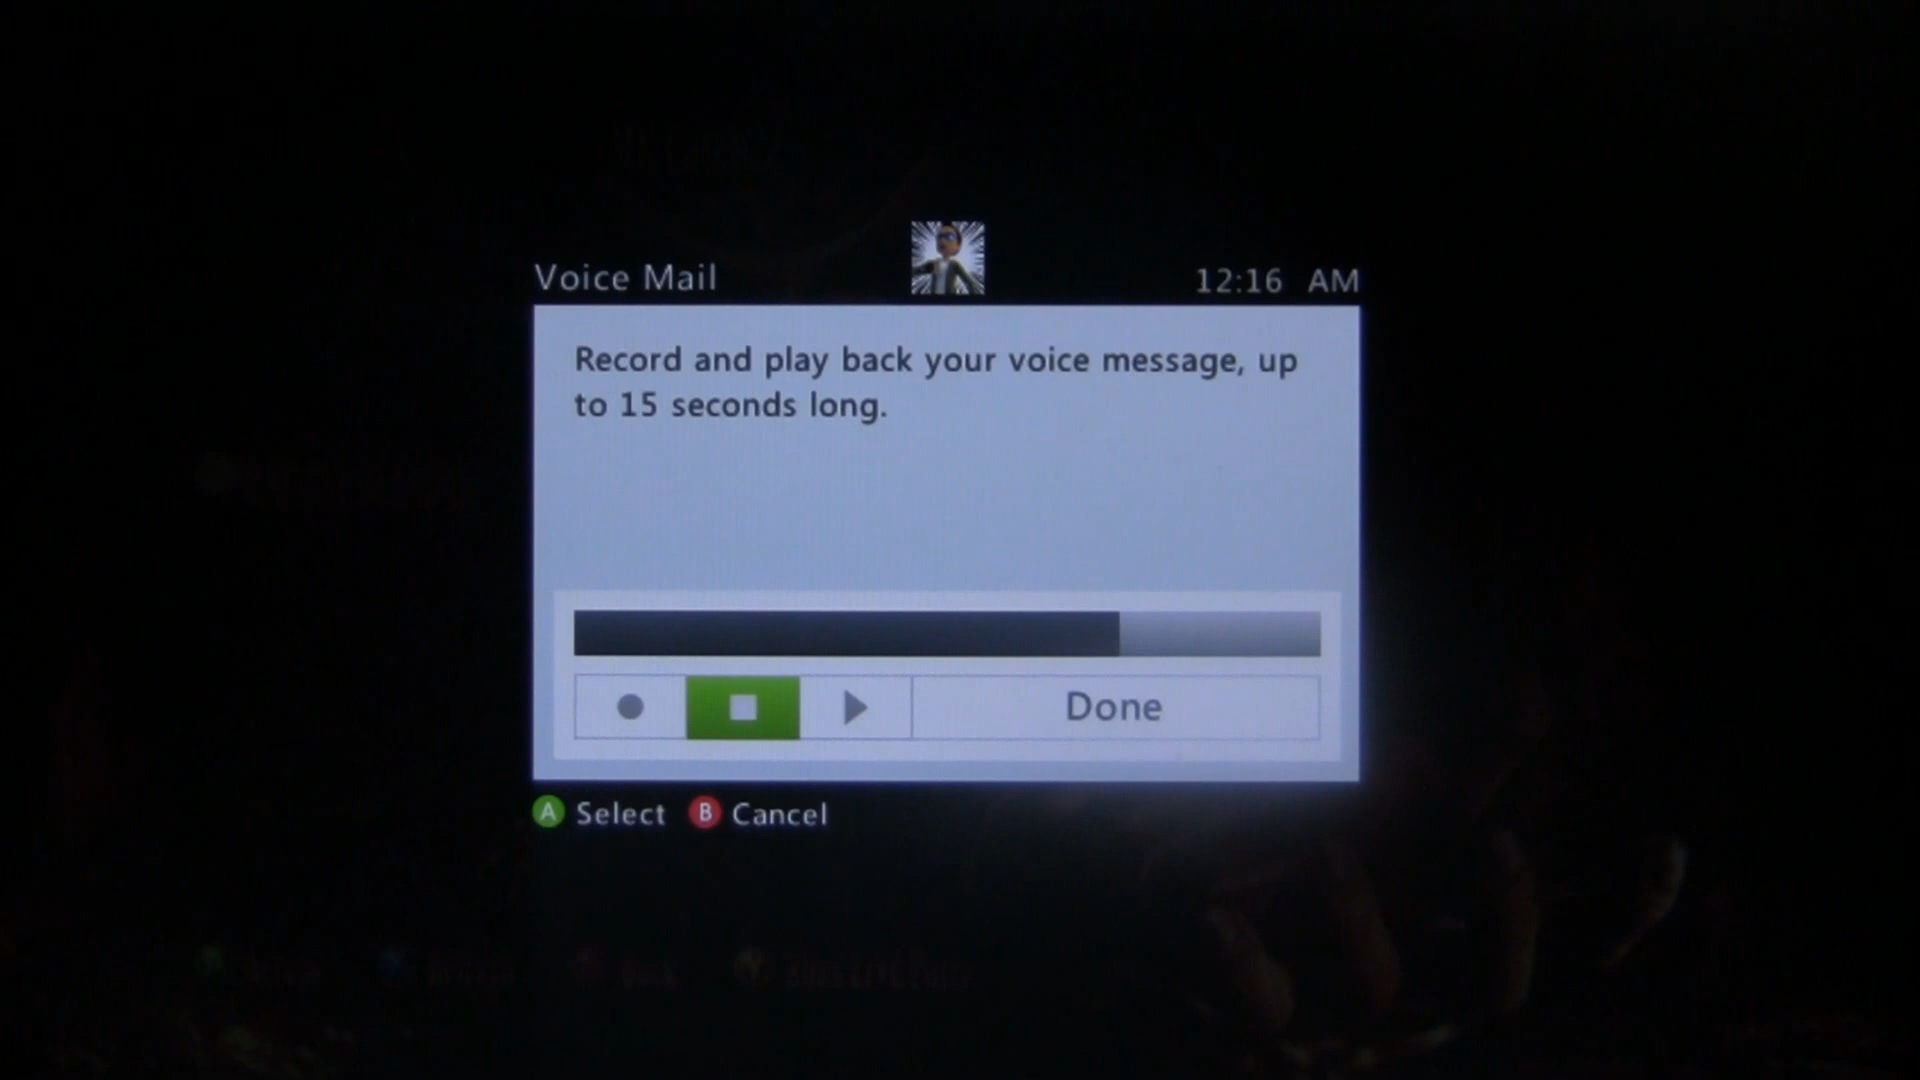 Voice Mail
12:16 AM
Record and play back your voice message, up
to 15 seconds long.
Done
A Select B Cancel